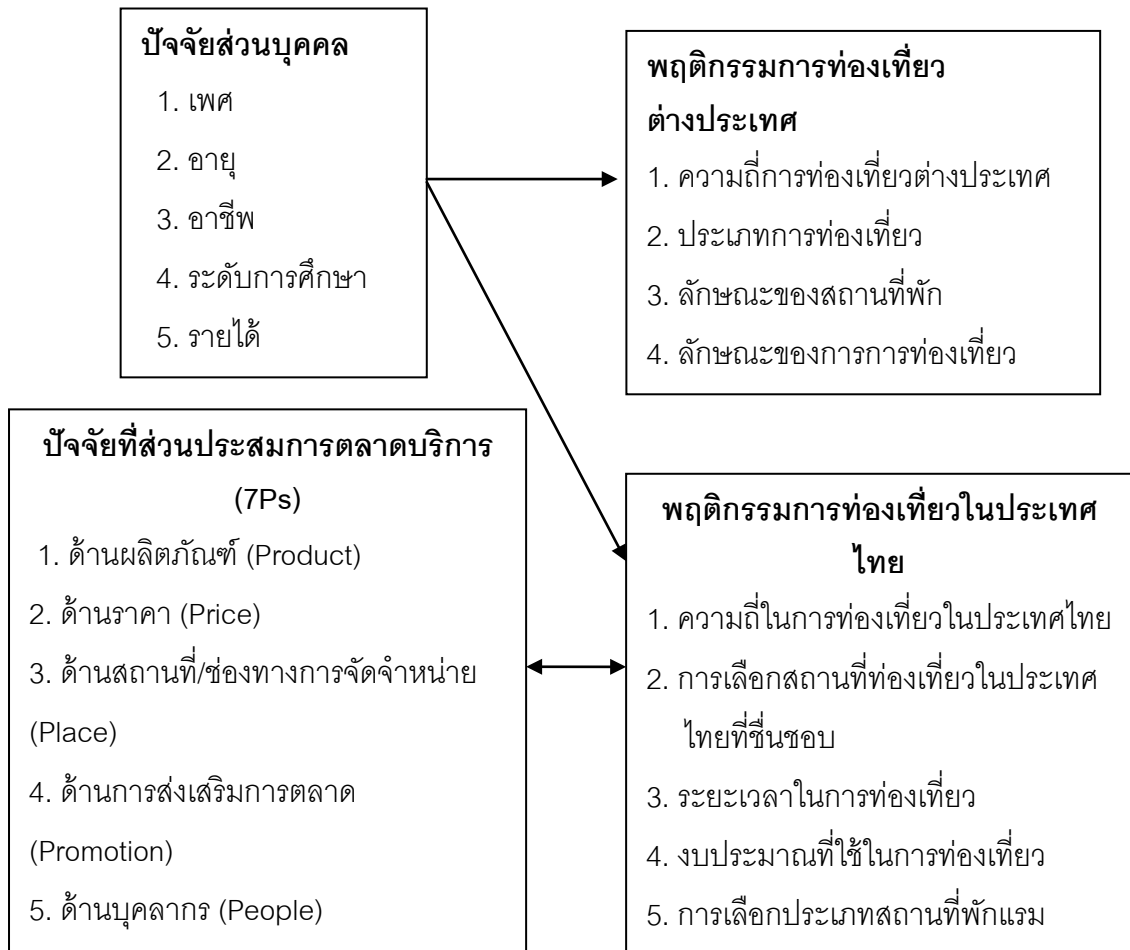 ปัจจัยส่วนบุคคล
1. เพศ
2. อายุ
3. อาชีพ
4. ระดับการศึกษา
5. รายได้
พฤติกรรมการท่องเที่ยว
ต่างประเทศ
1. ความถี่การท่องเที่ยวต่างประเทศ
2. ประเภทการท่องเที่ยว
3. ลักษณะของสถานที่พัก
4. ลักษณะของการการท่องเที่ยว
ปัจจัยที่ส่วนประสมการตลาดบริการ
(7Ps)
1. ด้านผลิตภัณฑ์ (Product)
2. ด้านราคา (Price)
3. ด้านสถานที่/ช่องทางการจัดจำหน่าย
(Place)
4. ด้านการส่งเสริมการตลาด
(Promotion)
5. ด้านบุคลากร (People)
พฤติกรรมการท่องเที่ยวในประเทศ
ไทย
1. ความถี่ในการท่องเที่ยวในประเทศไทย
2. การเลือกสถานที่ท่องเที่ยวในประเทศ
ไทยที่ชื่นชอบ
3. ระยะเวลาในการท่องเที่ยว
4. งบประมาณที่ใช้ในการท่องเที่ยว
5. การเลือกประเภทสถานที่พักแรม